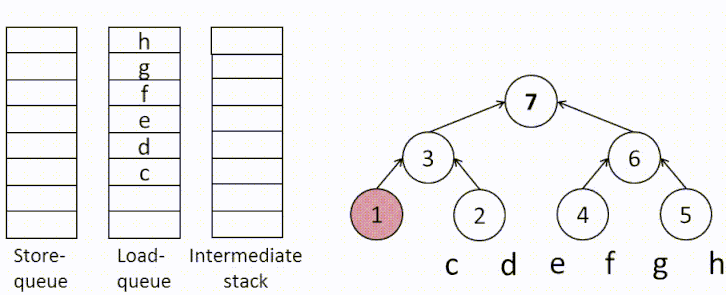 h
g
f
e
d
c
Store-
queue
Load-
queue
Intermediate
stack
7
3
6
1
2
4
5
c d e f g h